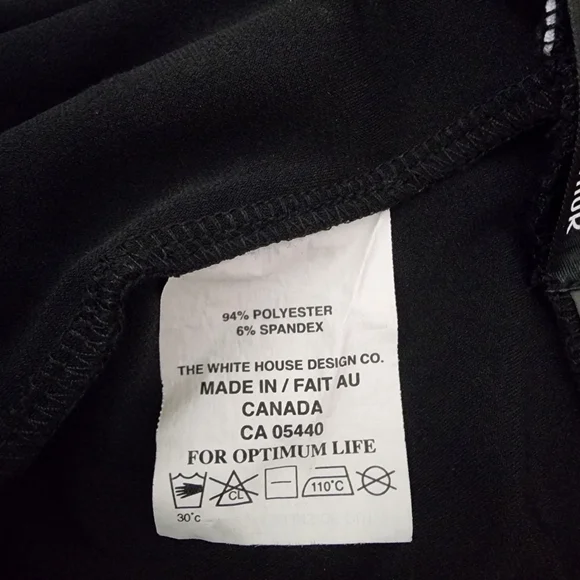 94% POLYESTER
6% SPANDEX
THE WHITE HOUSE DESIGN CO.
MADE IN / FAIT AU
CANADA
CA 05440
FOR OPTIMUM LIFE
CL
110°C
30°c